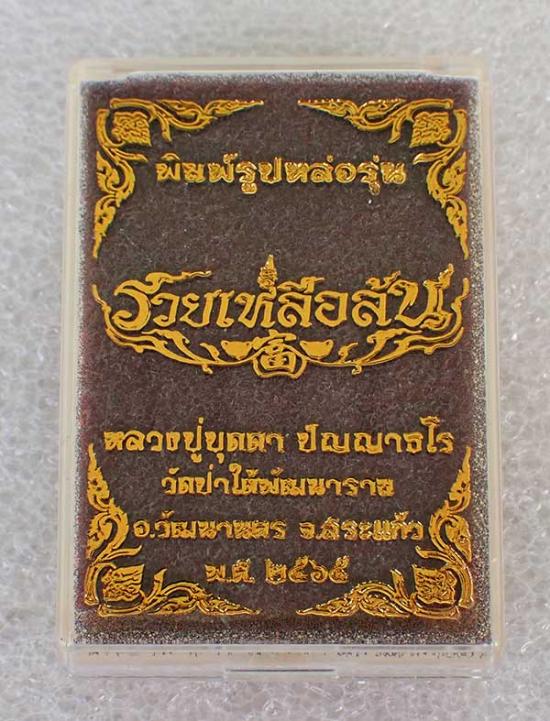 พิมพ์รูปหล่อรุ่น
รวยเหลือล้น
หลวงปู่บุดดา ปัญญาธโร
วัดป่าใต้พัฒนาราม
อ.วัฒนานคร จ.สระแก้ว
พ.ศ. ๒๕๖๕